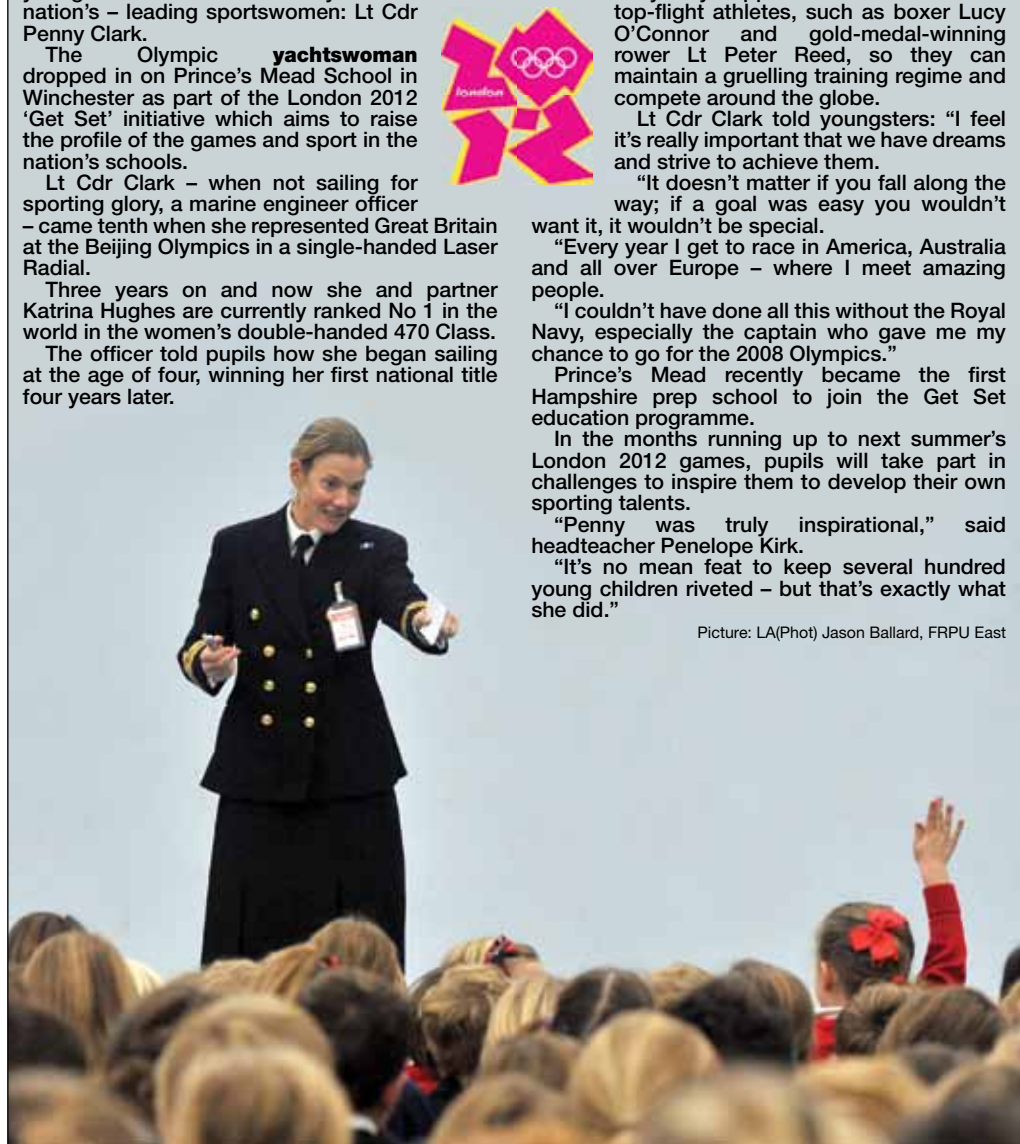 nation's – leading sportswomen: Lt Cdr
Penny Clark.
The Olympic yachtswoman
dropped in on Prince's Mead School in
Winchester as part of the London 2012
'Get Set' initiative which aims to raise
the profile of the games and sport in the
nation's schools.
Lt Cdr Clark – when not sailing for
sporting glory, a marine engineer officer
– came tenth when she represented Great Britain
at the Beijing Olympics in a single-handed Laser
Radial.
Three years on and now she and partner
Katrina Hughes are currently ranked No 1 in the
world in the women's double-handed 470 Class.
The officer told pupils how she began sailing
at the age of four, winning her first national title
four years later.
london
top-flight athletes, such as boxer Lucy
O'Connor and gold-medal-winning
rower Lt Peter Reed, so they can
maintain a gruelling training regime and
compete around the globe.
Lt Cdr Clark told youngsters: "I feel
it's really important that we have dreams
and strive to achieve them.
"It doesn't matter if you fall along the
way; if a goal was easy you wouldn't
want it, it wouldn't be special.
"Every year I get to race in America, Australia
and all over Europe – where I meet amazing
people.
"I couldn't have done all this without the Royal
Navy, especially the captain who gave me my
chance to go for the 2008 Olympics."
Prince's Mead recently became the first
Hampshire prep school to join the Get Set
education programme.
In the months running up to next summer's
London 2012 games, pupils will take part in
challenges to inspire them to develop their own
sporting talents.
"Penny was truly inspirational," said
headteacher Penelope Kirk.
"It's no mean feat to keep several hundred
young children riveted – but that's exactly what
she did."
Picture: LA(Phot) Jason Ballard, FRPU East